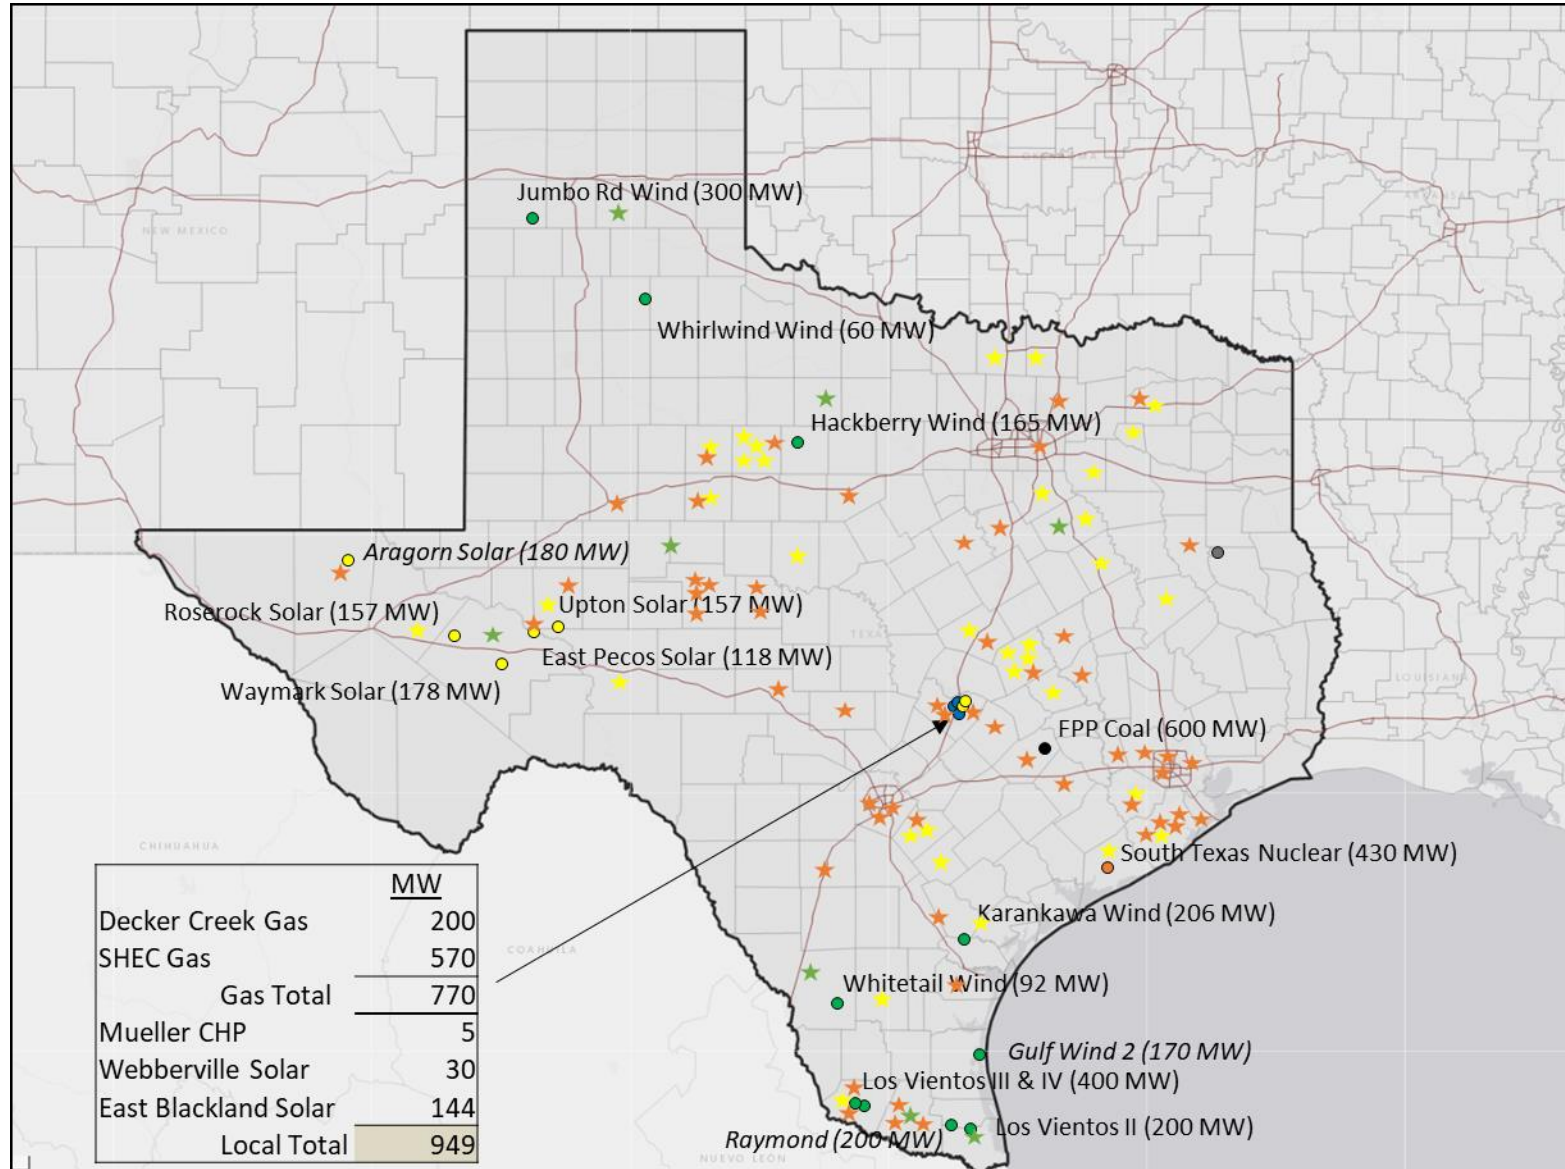 Jumbo Rd Wind (300 MW)
OKLAHOMA
ARKANSAS
NEW MEXICO
Whirlwind Wind (60 MW)
Hackberry Wind (165 MW)
Aragorn Solar (180 MW)
Roserock Solar (157 MW)
Upton Solar (157 MW)
TEXAS
East Pecos Solar (118 MW)
Waymark Solar (178 MW)
LOUISIANA
FPP Coal (600 MW)
CHIHUAHUA
South Texas Nuclear (430 MW)
MW
Decker Creek Gas 200
SHEC Gas 570
Gas Total 770
Mueller CHP 5
Webberville Solar 30
East Blackland Solar 144
Local Total 949
Karankawa Wind (206 MW)
COAHUILA
Whitetail Wind (92 MW)
Gulf Wind 2 (170 MW)
Los Vientos III & IV (400 MW)
Los Vientos II (200 MW)
Raymond (200 MW)
NUEVO LEÓN